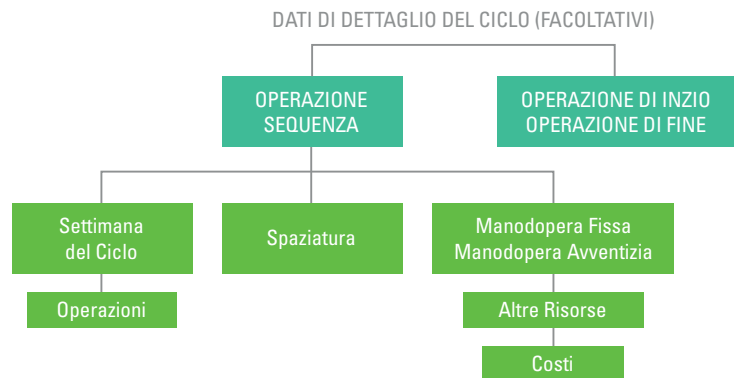 DATI DI DETTAGLIO DEL CICLO (FACOLTATIVI)
OPERAZIONE
SEQUENZA
OPERAZIONE DI INZIO
OPERAZIONE DI FINE
Settimana
del Ciclo
Spaziatura
Manodopera Fissa
Manodopera Avventizia
Operazioni
Altre Risorse
Costi